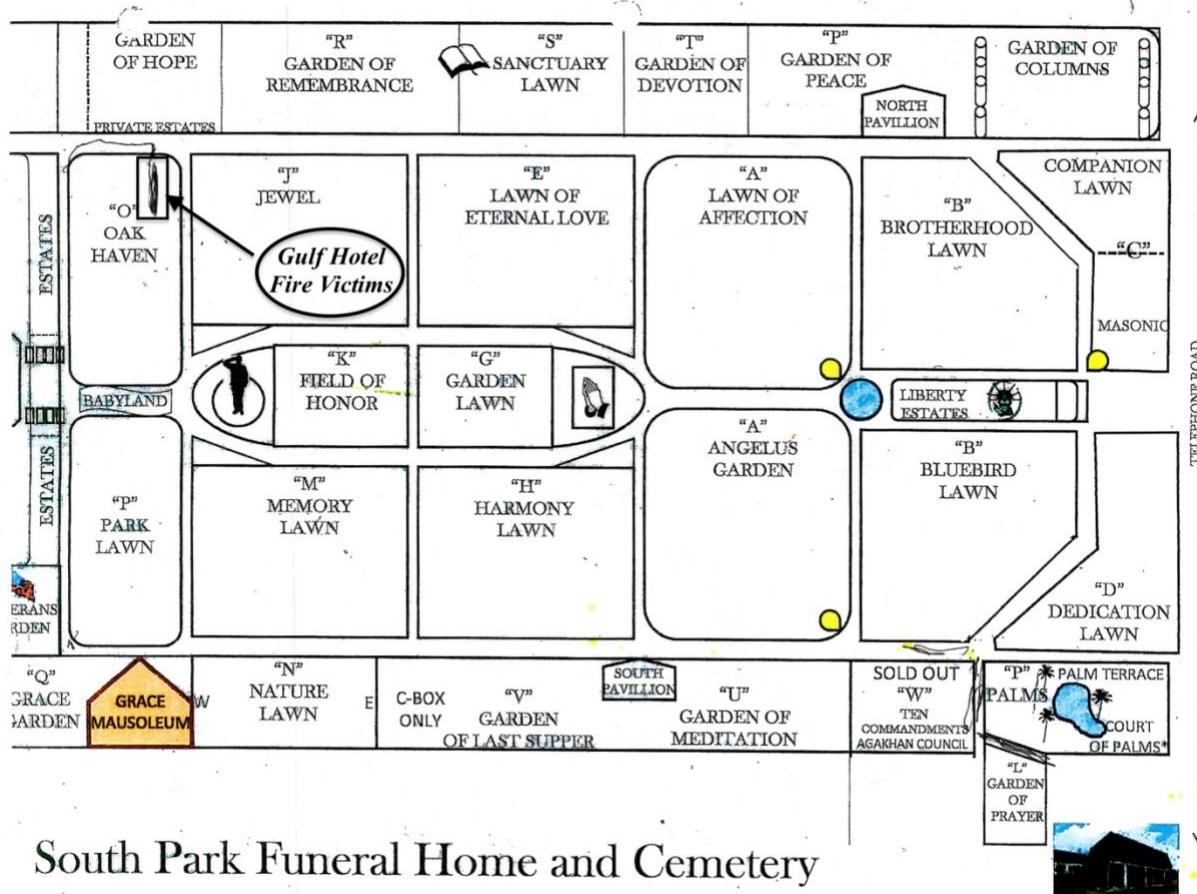 GARDEN
OF HOPE
PRIVATE ESTATES
"R"
GARDEN OF
REMEMBRANCE
"S"
SANCTUARY
LAWN
"T"
GARDEN OF
DEVOTION
"P"
GARDEN OF
PEACE
NORTH
PAVILLION
GARDEN OF
COLUMNS
ESTATES
"O"
OAK
HAVEN
"J"
JEWEL
Gulf Hotel
Fire Victims
"E"
LAWN OF
ETERNAL LOVE
"A"
LAWN OF
AFFECTION
"B"
BROTHERHOOD
LAWN
COMPANION
LAWN
"C"
MASONIC
BABYLAND
"K"
FIELD OF
HONOR
"G"
GARDEN
LAWN
LIBERTY
ESTATES
TELEPHONE ROAD
ESTATES
"P"
PARK
LAWN
"M"
MEMORY
LAWN
"H"
HARMONY
LAWN
"A"
ANGELUS
GARDEN
"B"
BLUEBIRD
LAWN
"D"
DEDICATION
LAWN
ERANS
RDEN
"Q"
GRACE
GARDEN
GRACE
MAUSOLEUM
W
"N"
NATURE
LAWN
E
C-BOX
ONLY
"V"
GARDEN
OF LAST SUPPER
SOUTH
PAVILLION
"U"
GARDEN OF
MEDITATION
SOLD OUT
"W"
TEN
COMMANDMENTS
AGAKHAN COUNCIL
"P"
PALMS
PALM TERRACE
COURT
OF PALMS*
"L"
GARDEN
OF
PRAYER
South Park Funeral Home and Cemetery